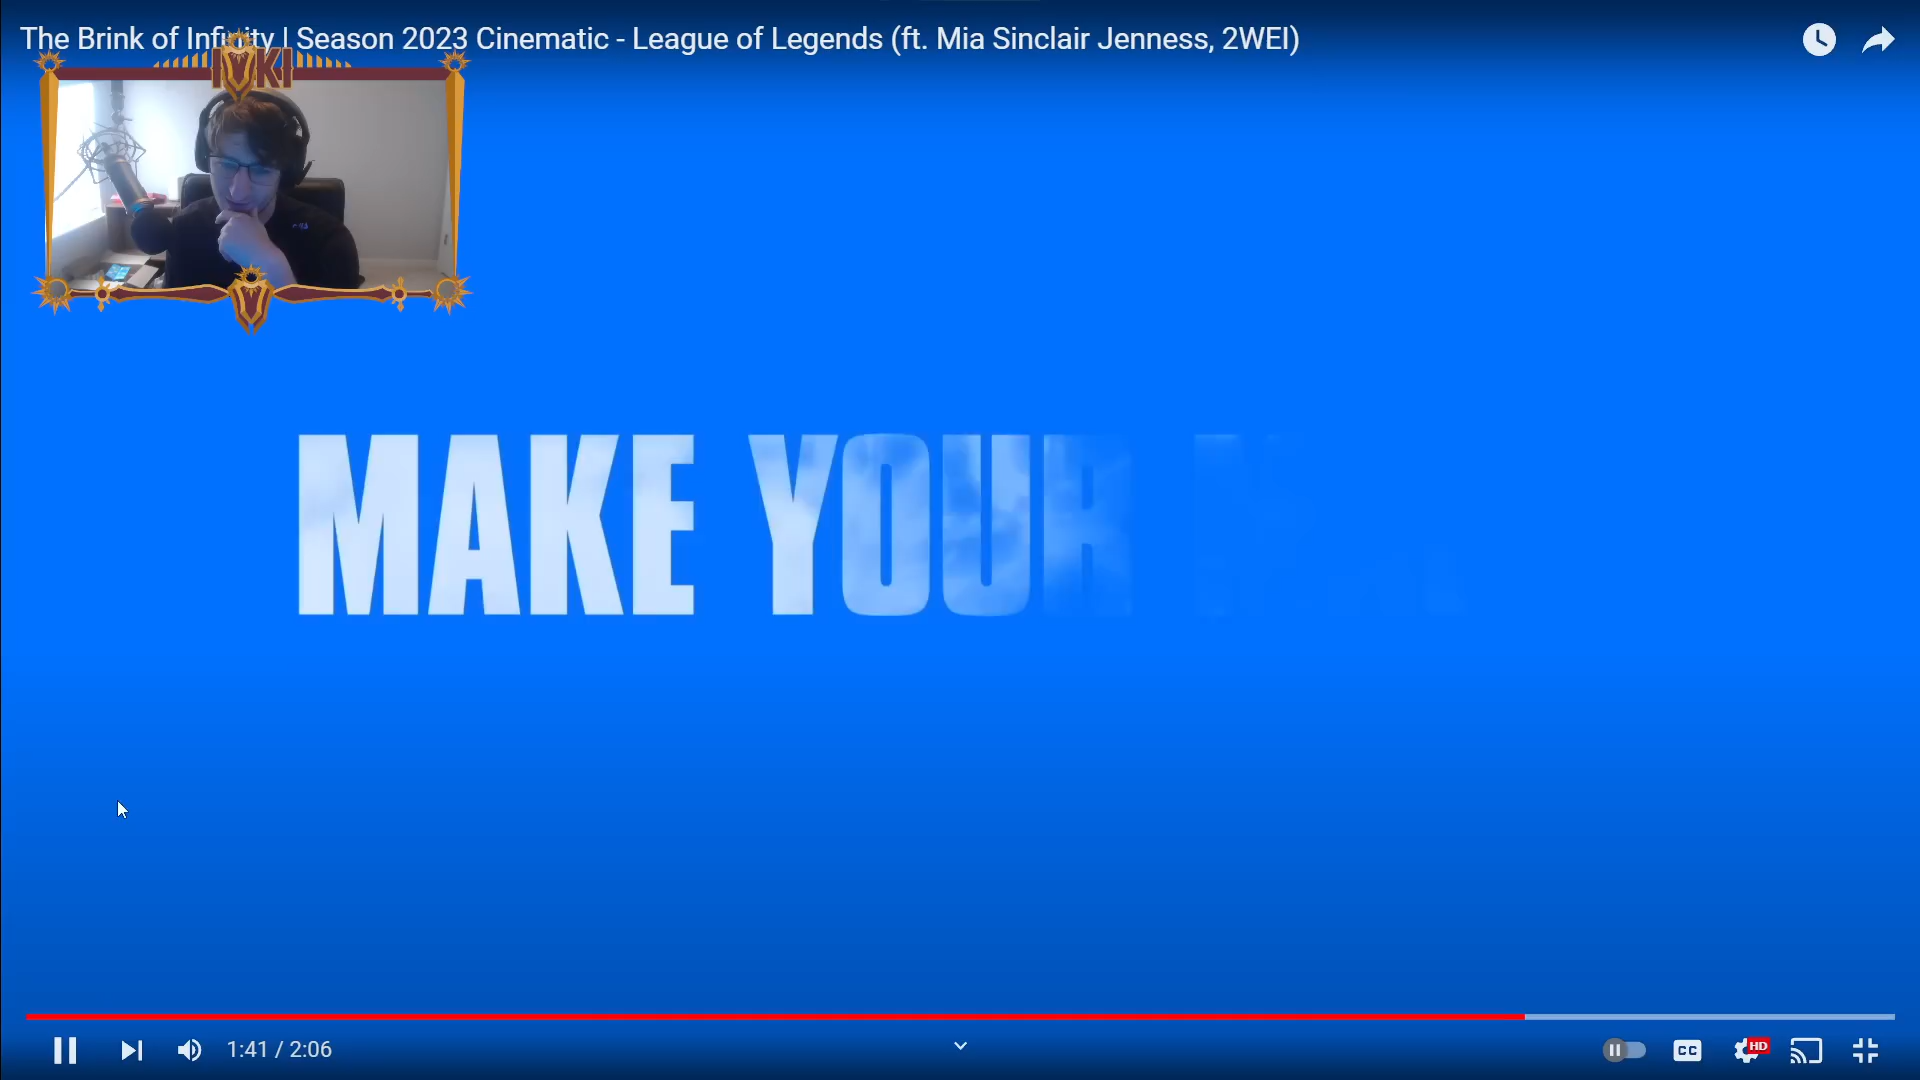 The Brink of Infinity | Season 2023 Cinematic - League of Legends (ft. Mia Sinclair Jenness, 2WEI)
MAKE YOUR
1:41 / 2:06
CC
HD